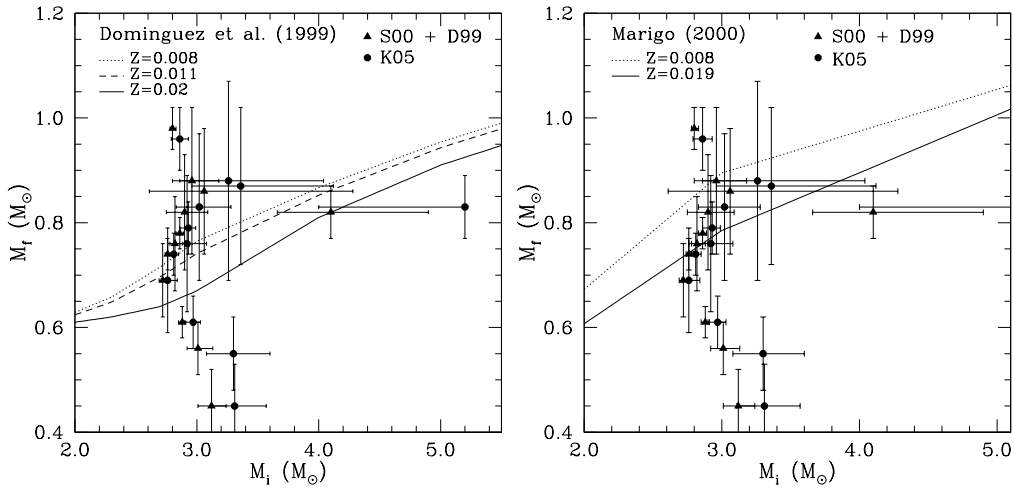 Dominguez et al. (1999)
Z=0.008
Z=0.011
Z=0.02
S00 + D99
K05
1.2
1.0
0.8
0.6
0.4
M_f (M_⊙)
2.0 3.0 4.0 5.0
M_i (M_⊙)
Marigo (2000)
Z=0.008
Z=0.019
S00 + D99
K05
1.2
1.0
0.8
0.6
0.4
M_f (M_⊙)
2.0 3.0 4.0 5.0
M_i (M_⊙)